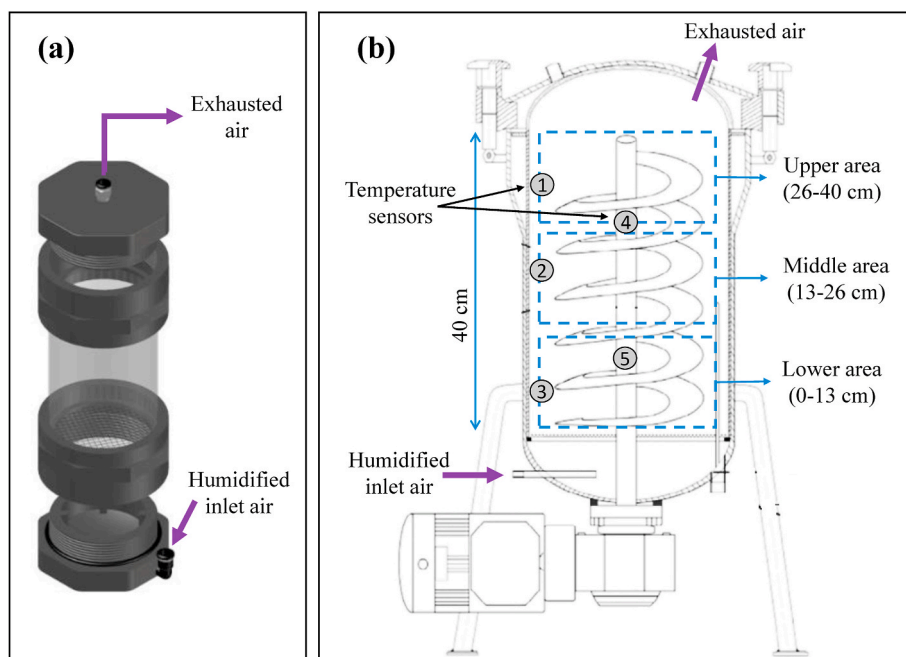 (a)
Exhausted
air
Humidified
inlet air
(b)
Exhausted air
Temperature
sensors
1
4
2
5
3
40 cm
Upper area
(26-40 cm)
Middle area
(13-26 cm)
Lower area
(0-13 cm)
Humidified
inlet air